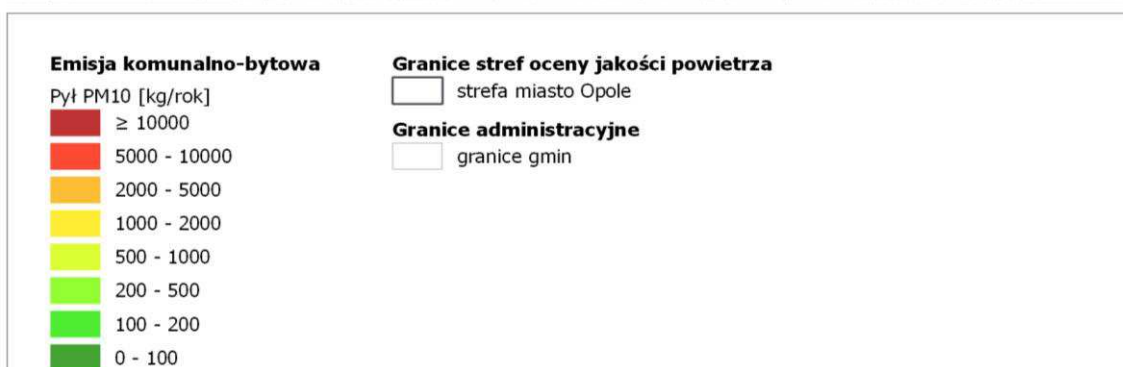 Emisja komunalno-bytowa
Pył PM10 [kg/rok]
≥ 10000
5000 - 10000
2000 - 5000
1000 - 2000
500 - 1000
200 - 500
100 - 200
0 - 100
Granice stref oceny jakości powietrza
strefa miasto Opole
Granice administracyjne
granice gmin